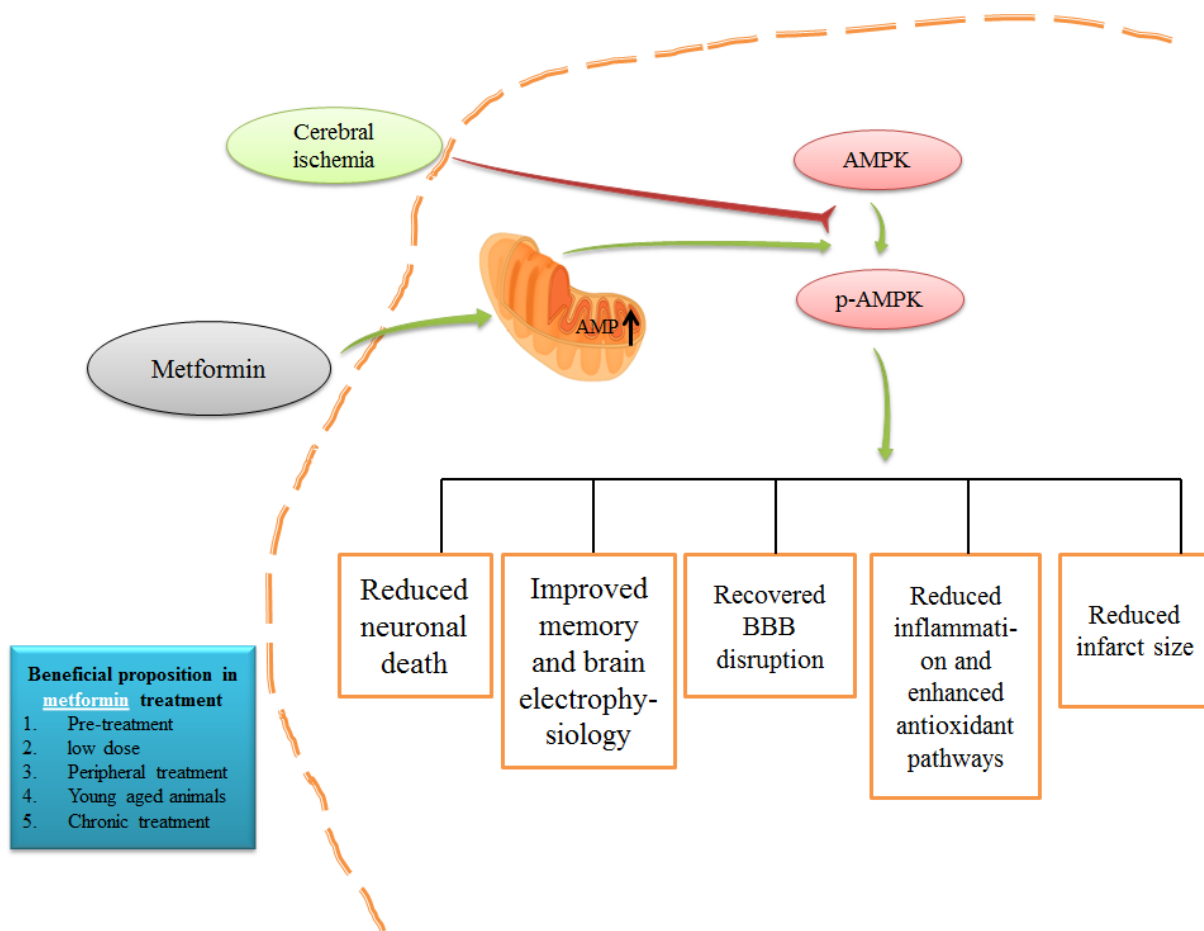 Cerebral
ischemia
AMPK
AMP
p-AMPK
Metformin
Reduced
neuronal
death
Improved
memory
and brain
electrophy-
siology
Recovered
BBB
disruption
Reduced
inflammati-
on and
enhanced
antioxidant
pathways
Reduced
infarct size
Beneficial proposition in
metformin treatment
1. Pre-treatment
2. low dose
3. Peripheral treatment
4. Young aged animals
5. Chronic treatment